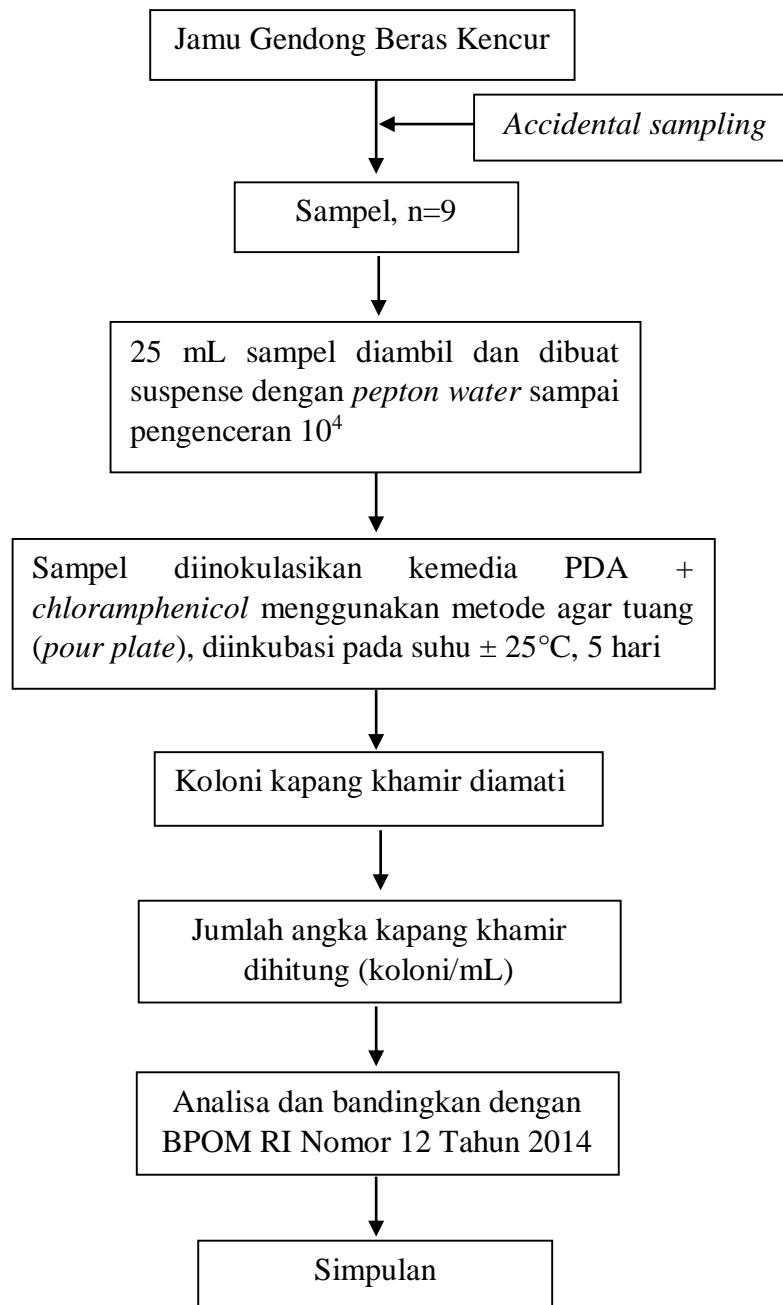 Jamu Gendong Beras Kencur
Accidental sampling
Sampel, n=9
25 mL sampel diambil dan dibuat
suspense dengan pepton water sampai
pengenceran 10⁴
Sampel diinokulasikan kemedia PDA +
chloramphenicol menggunakan metode agar tuang
(pour plate), diinkubasi pada suhu ± 25°C, 5 hari
Koloni kapang khamir diamati
Jumlah angka kapang khamir
dihitung (koloni/mL)
Analisa dan bandingkan dengan
BPOM RI Nomor 12 Tahun 2014
Simpulan